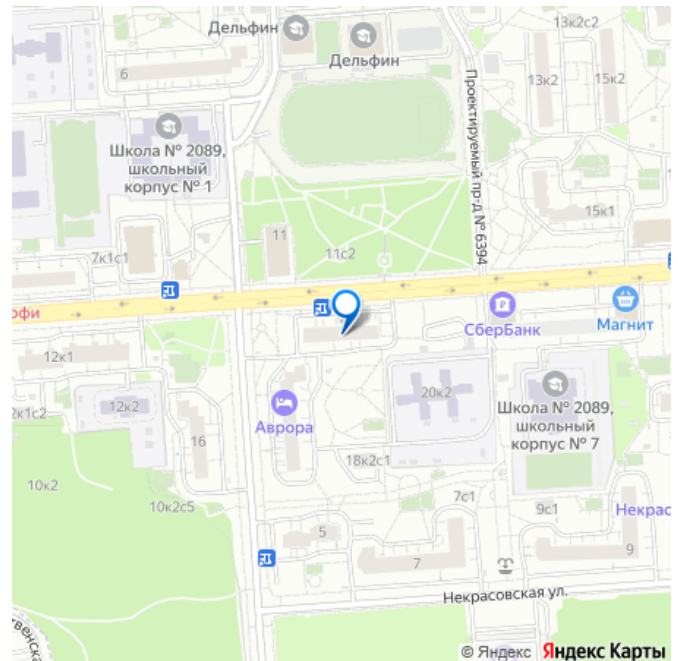 Дельфин
Дельфин
6
13к2с2
13к2
15к2
Проектируемый пр-д № 6394
Школа № 2089,
школьный
корпус № 1
15к1
11
11с2
7к1с1
офи
СберБанк
Магнит
12к1
2к1с2
12к2
16
Аврора
20к2
Школа № 2089,
школьный
корпус № 7
18к2с1
10к2
10к2с5
7с1
9с1
Некрас
5
7
9
Некрасовская ул.
венска
© Яндекс Яндекс Карты